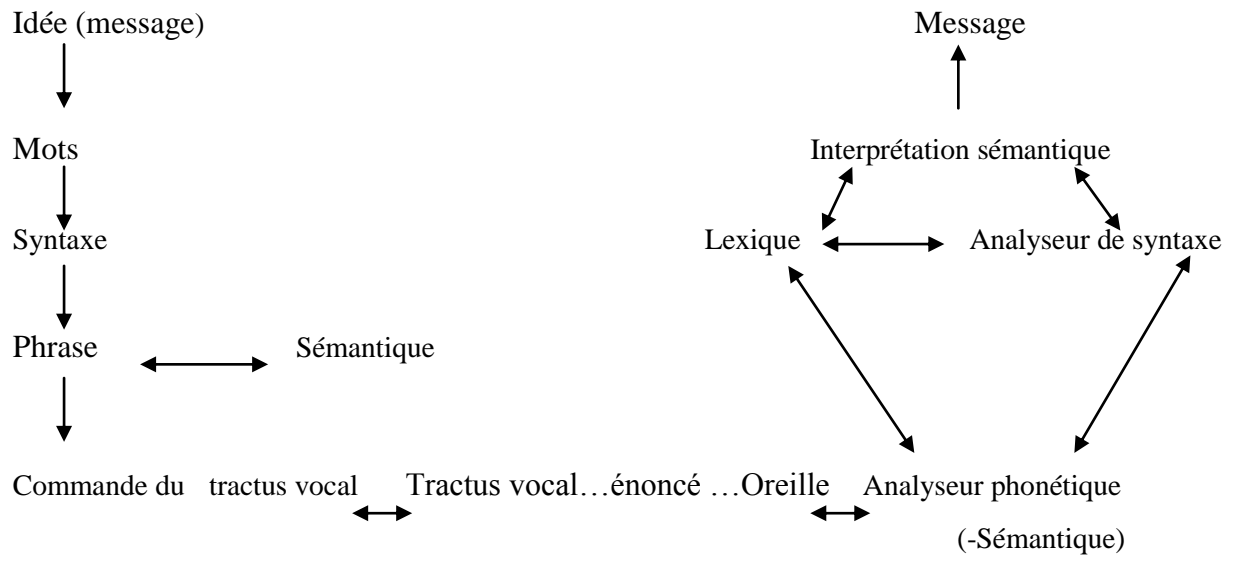 Idée (message) Message
Mots Interprétation sémantique
Syntaxe Lexique Analyseur de syntaxe
Phrase Sémantique
Commande du tractus vocal Tractus vocal…énoncé …Oreille Analyseur phonétique
(-Sémantique)